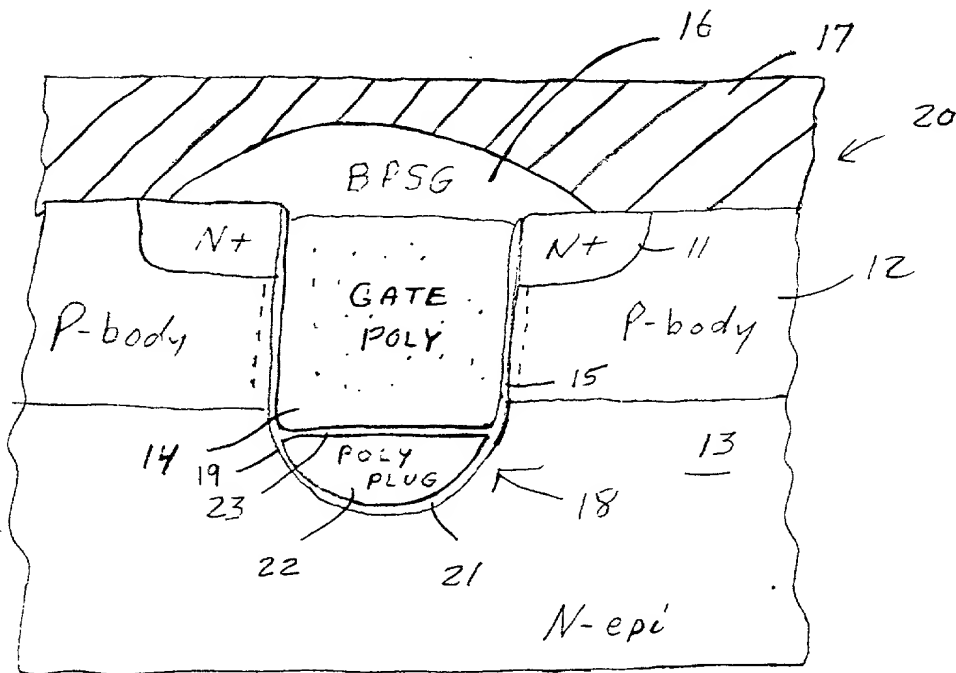 16
17
20
BPSG
N+
N+
11
12
GATE
POLY
P-body
P-body
15
14
19
23
POLY
PLUG
13
18
22
21
N-epi